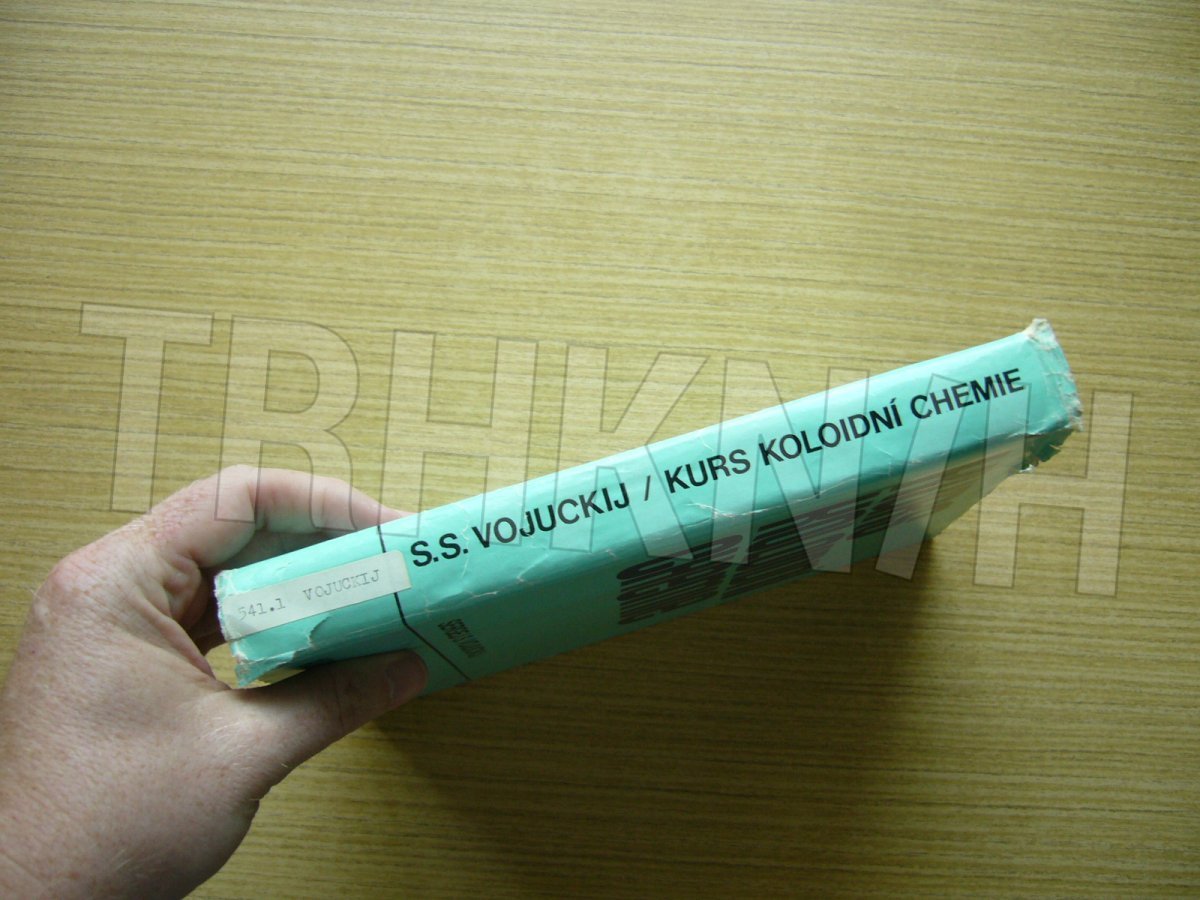 S.S. VOJUCKIJ / KURS KOLOIDNÍ CHEMIE
541.1 VOJUCKIJ
TRHKNIH